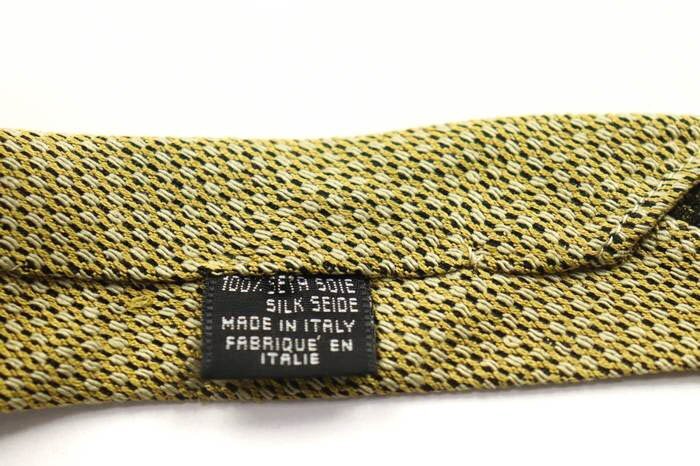 100% SETA SOIE
SILK SEIDE
MADE IN ITALY
FABRIQUE' EN
ITALIE